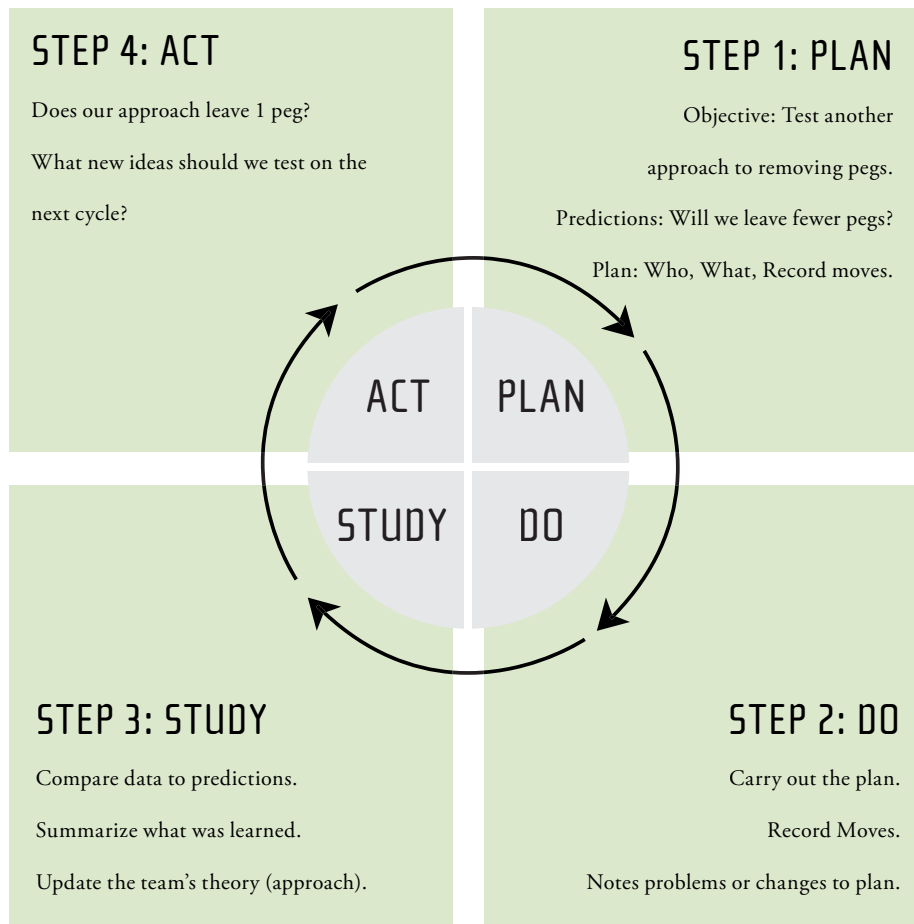 STEP 4: ACT
Does our approach leave 1 peg?
What new ideas should we test on the
next cycle?
STEP 1: PLAN
Objective: Test another
approach to removing pegs.
Predictions: Will we leave fewer pegs?
Plan: Who, What, Record moves.
ACT
PLAN
STUDY
DO
STEP 3: STUDY
Compare data to predictions.
Summarize what was learned.
Update the team's theory (approach).
STEP 2: DO
Carry out the plan.
Record Moves.
Notes problems or changes to plan.